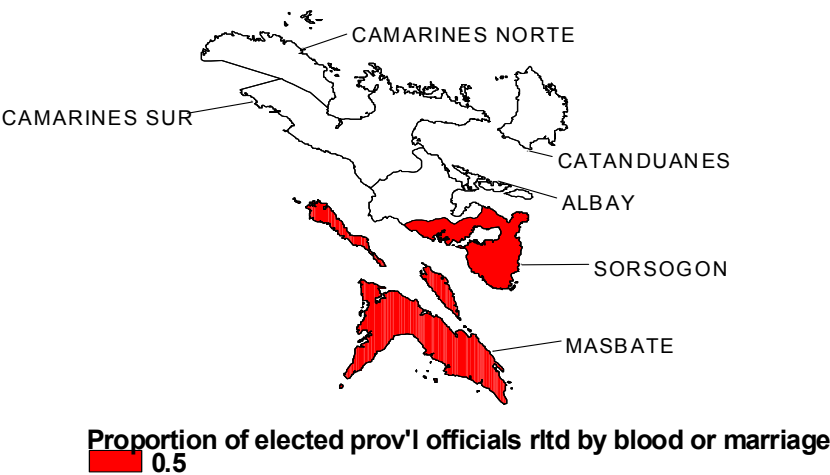 CAMARINES NORTE
CAMARINES SUR
CATANDUANES
ALBAY
SORSOGON
MASBATE
Proportion of elected prov'l officials rltd by blood or marriage
0.5